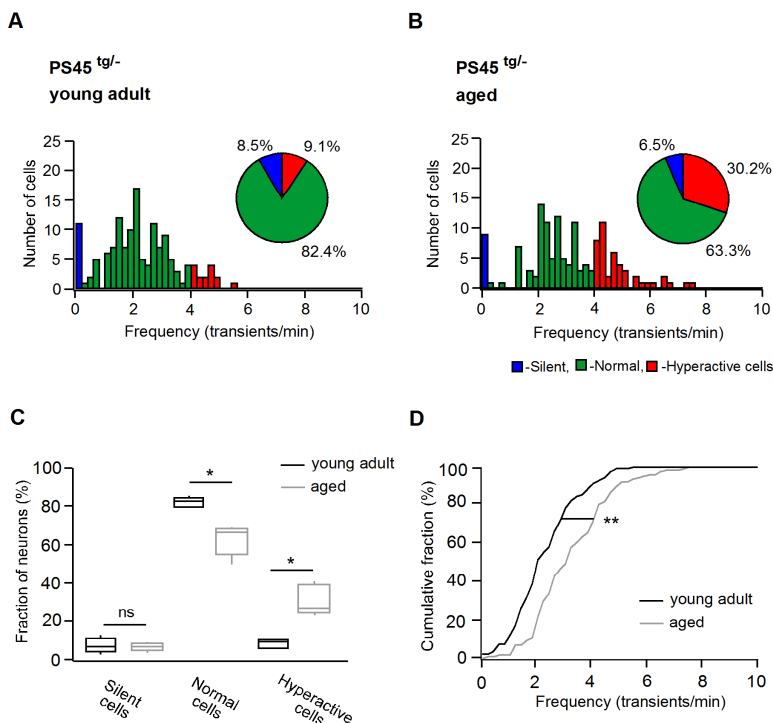 A
PS45 tg/-
young adult
Number of cells
25
20
15
10
5
0
8.5%
9.1%
82.4%
0 2 4 6 8 10
Frequency (transients/min)
B
PS45 tg/-
aged
Number of cells
25
20
15
10
5
0
6.5%
30.2%
63.3%
0 2 4 6 8 10
Frequency (transients/min)
-Silent, -Normal, -Hyperactive cells
C
Fraction of neurons (%)
100
80
60
40
20
0
young adult
aged
*
*
ns
Silent
cells
Normal
cells
Hyperactive
cells
D
Cumulative fraction (%)
100
80
60
40
20
0
**
young adult
aged
0 2 4 6 8 10
Frequency (transients/min)